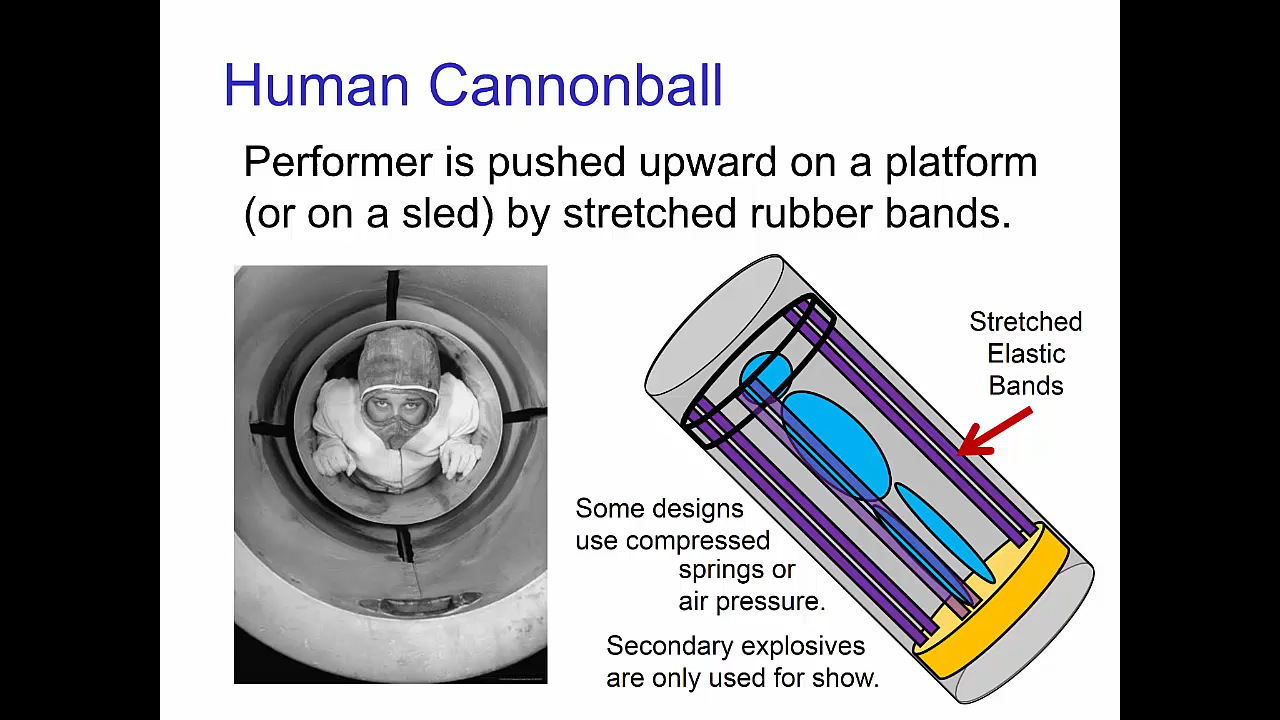 Human Cannonball
Performer is pushed upward on a platform
(or on a sled) by stretched rubber bands.
Stretched
Elastic
Bands
Some designs
use compressed
springs or
air pressure.
Secondary explosives
are only used for show.